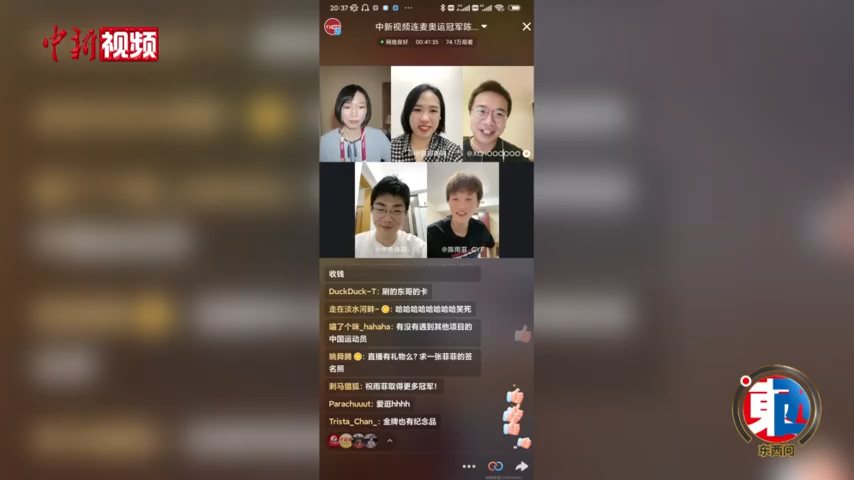 20:37
中新视频
中新视频连麦奥运冠军陈...
网络良好 00:41:35 74.1万观看
@XCHOOOOOO
@陈雨菲_CYF
收钱
DuckDuck-T: 刷的东哥的卡
走在淡水河畔-: 哈哈哈哈哈哈哈哈笑死
喵了个咪_hahaha: 有没有遇到其他项目的
中国运动员
姚舜腾: 直播有礼物么? 求一张菲菲的签
名照
刺马猎狐: 祝雨菲取得更多冠军!
Parachuuut: 爱逛hhhh
Trista_Chan_: 金牌也有纪念品
东西问